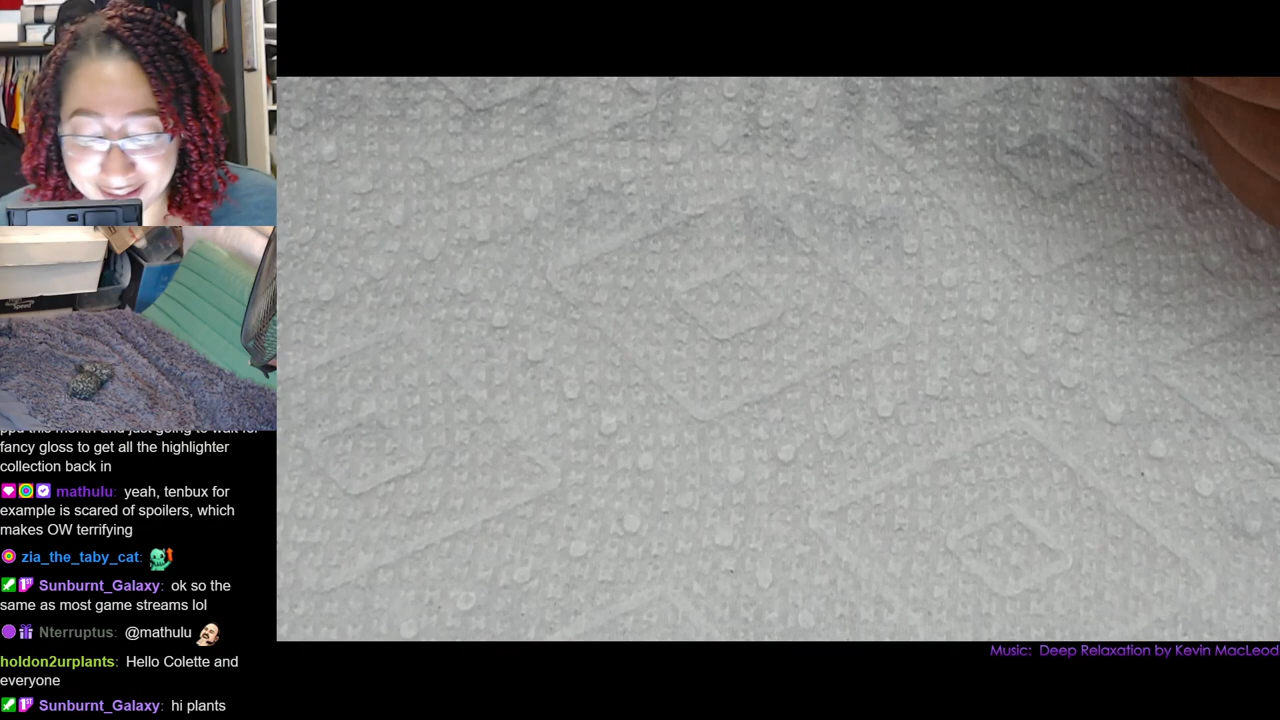 fancy gloss to get all the highlighter
collection back in
mathulu: yeah, tenbux for
example is scared of spoilers, which
makes OW terrifying
zia_the_taby_cat:
Sunburnt_Galaxy: ok so the
same as most game streams lol
Nterruptus: @mathulu
holdon2urplants: Hello Colette and
everyone
Sunburnt_Galaxy: hi plants
Music: Deep Relaxation by Kevin MacLeod